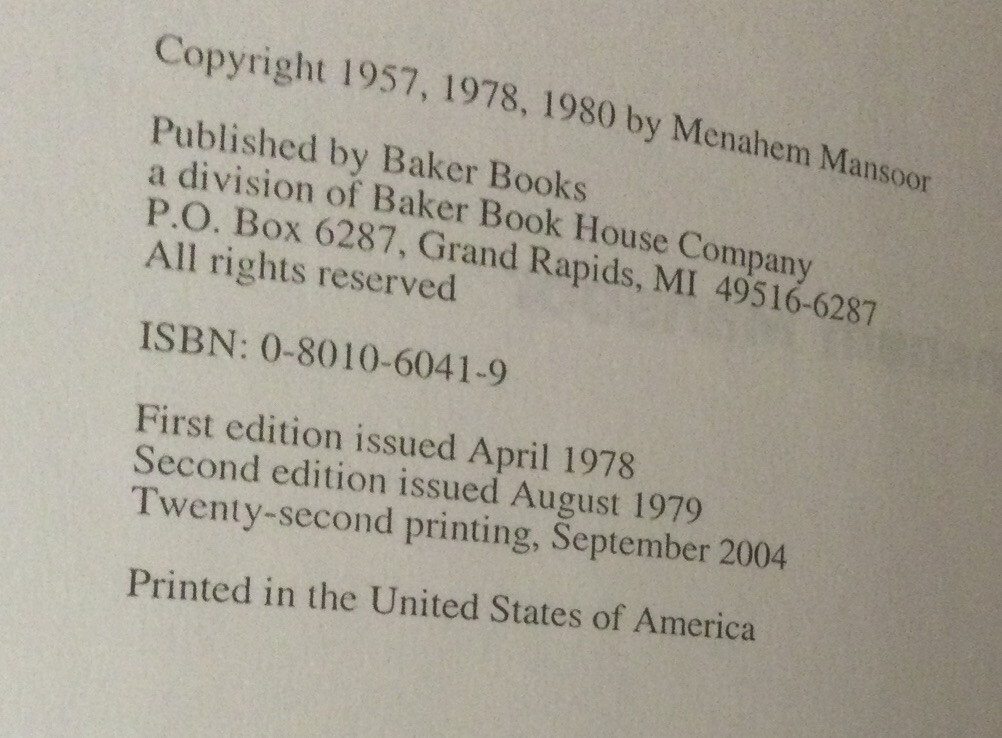 Copyright 1957, 1978, 1980 by Menahem Mansoor
Published by Baker Books
a division of Baker Book House Company
P.O. Box 6287, Grand Rapids, MI 49516-6287
All rights reserved
ISBN: 0-8010-6041-9
First edition issued April 1978
Second edition issued August 1979
Twenty-second printing, September 2004
Printed in the United States of America